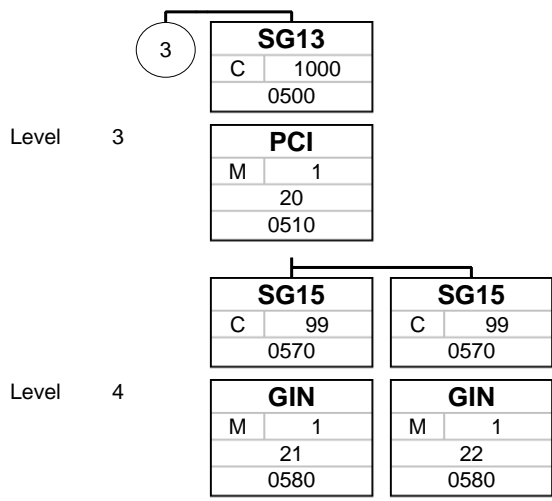 3
SG13
C 1000
0500
Level 3
PCI
M 1
20
0510
SG15 SG15
C 99 C 99
0570 0570
Level 4
GIN GIN
M 1 M 1
21 22
0580 0580